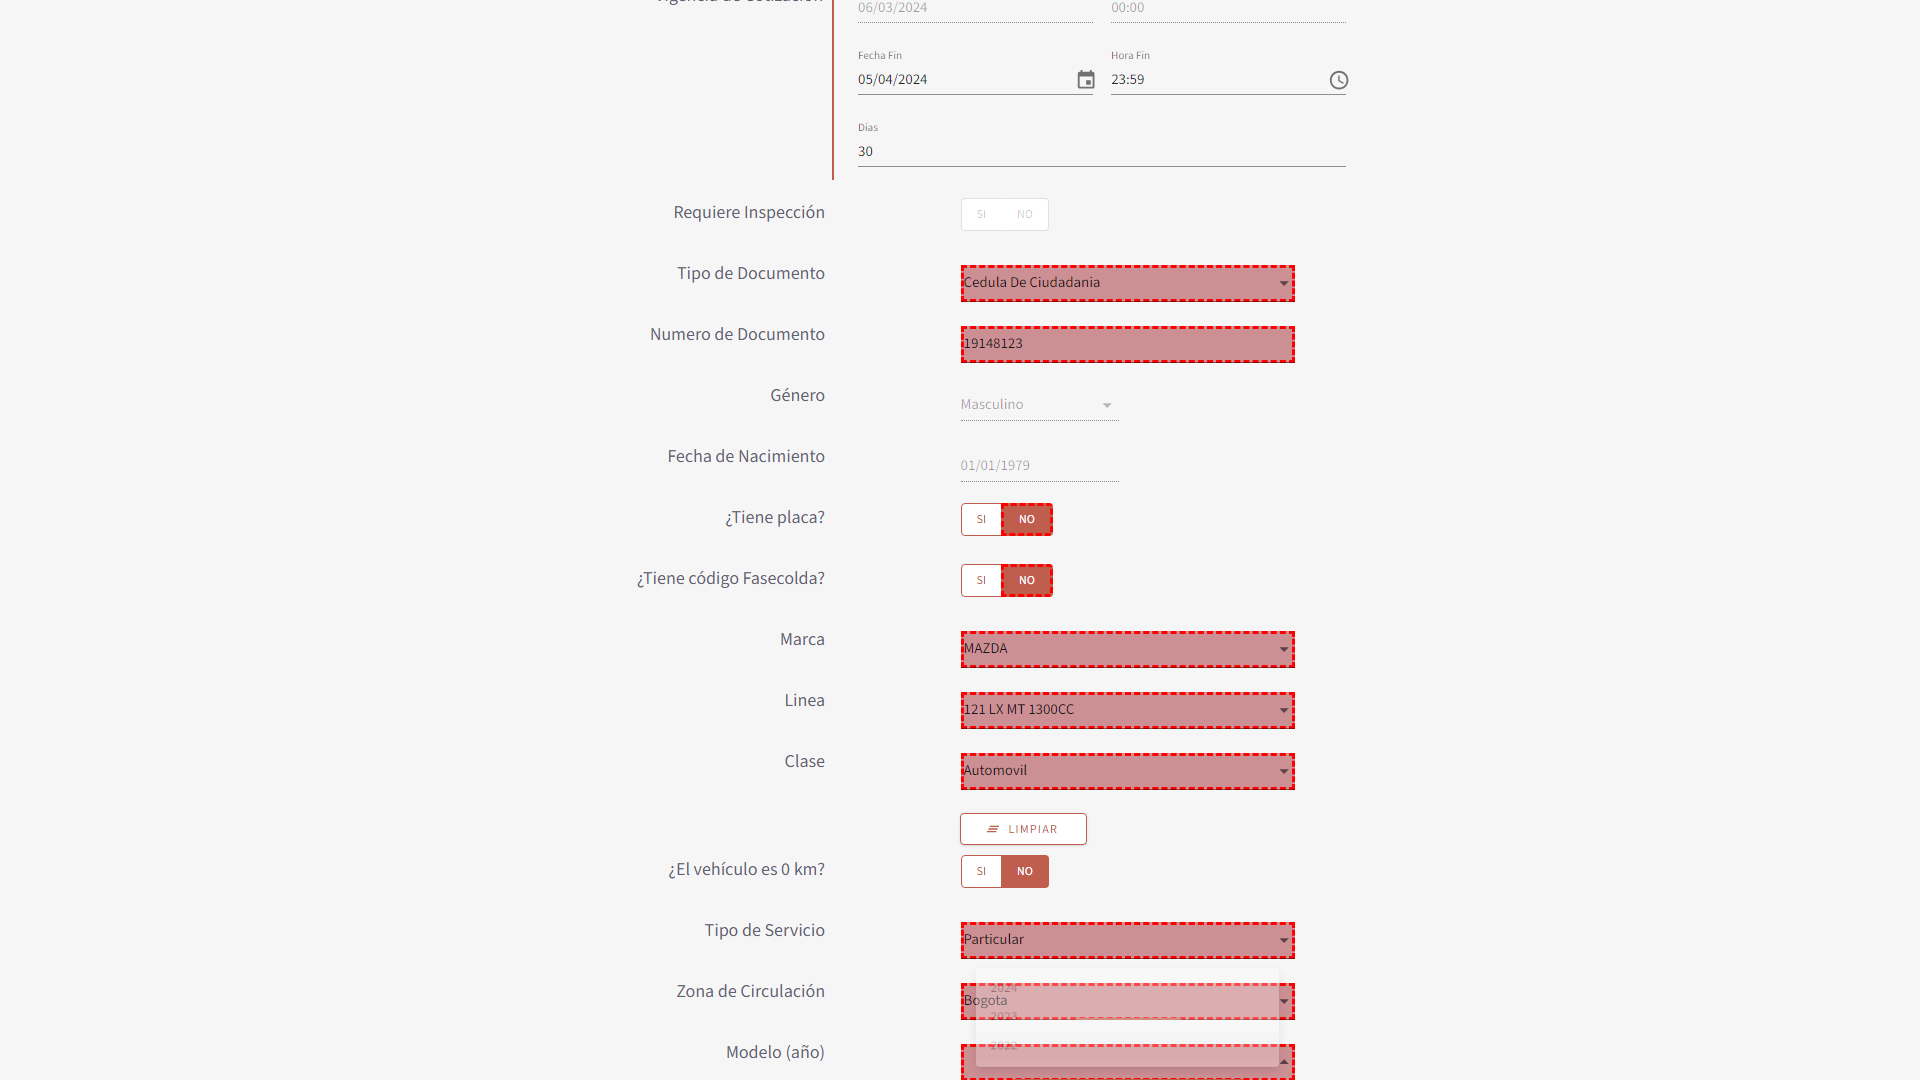 06/03/2024 00:00
Fecha Fin Hora Fin
05/04/2024 23:59
Días
30
Requiere Inspección SI NO
Tipo de Documento Cedula De Ciudadania
Numero de Documento 19148123
Género Masculino
Fecha de Nacimiento 01/01/1979
¿Tiene placa? SI NO
¿Tiene código Fasecolda? SI NO
Marca MAZDA
Linea 121 LX MT 1300CC
Clase Automovil
LIMPIAR
¿El vehículo es 0 km? SI NO
Tipo de Servicio Particular
2024
Zona de Circulación Bogota
2023
2022
Modelo (año)